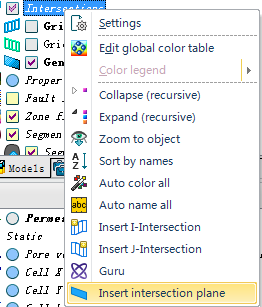 Intersections
Settings
Gri
Edit global color table
Gri
Color legend
Gen
Proper
Collapse (recursive)
Fault
Expand (recursive)
Zone f
Zoom to object
Segmen
Sort by names
Seg
Auto color all
Models
Auto name all
Insert I-Intersection
Perme
Insert J-Intersection
Static
Pore v
Guru
Cell
Cell
Insert intersection plane